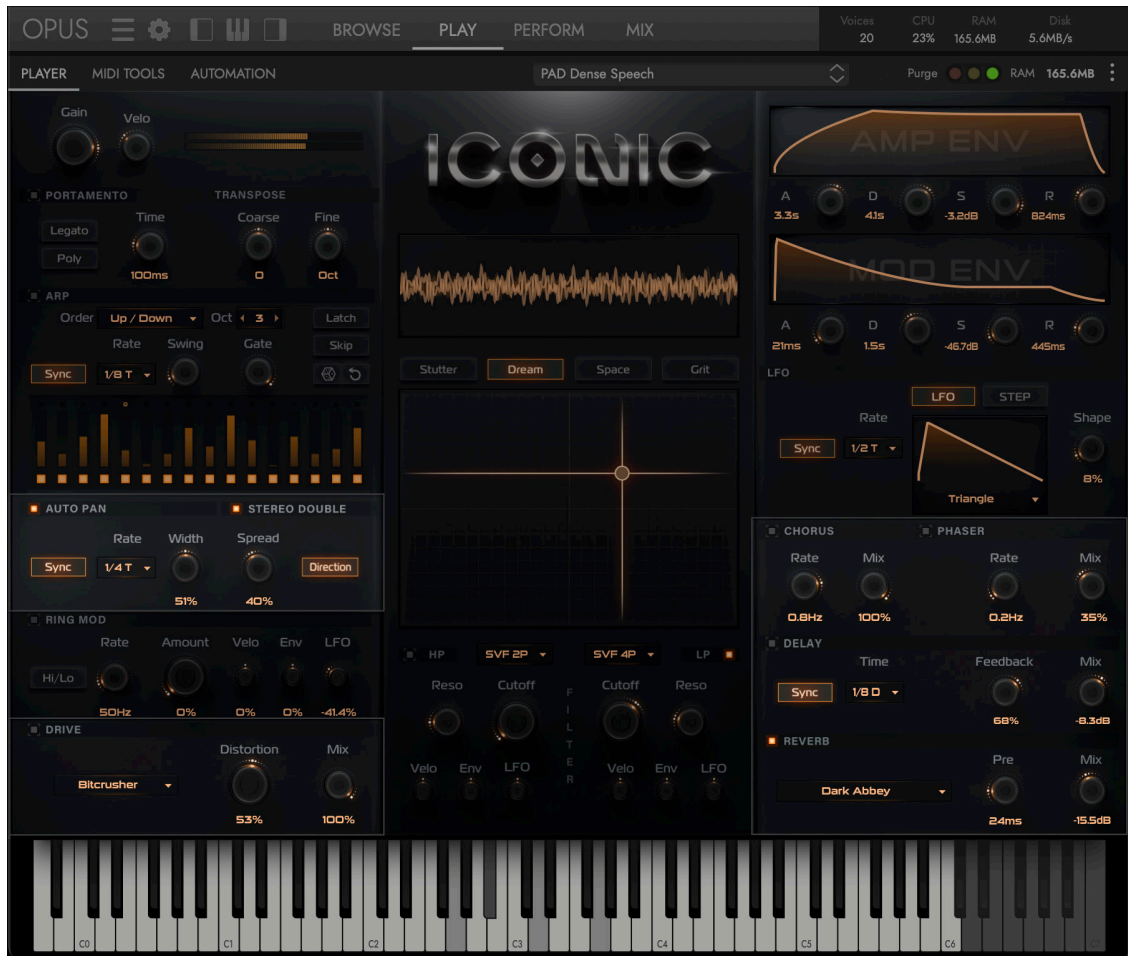 OPUS BROWSE PLAY PERFORM MIX
Voices CPU RAM Disk
20 23% 165.6MB 5.6MB/s
PLAYER MIDI TOOLS AUTOMATION PAD Dense Speech Purge RAM 165.6MB
Gain Velo
PORTAMENTO TRANSPOSE
Legato Time Coarse Fine
Poly
100ms 0 Oct
ARP
Order Up / Down Oct 3 Latch
Rate Swing Gate Skip
Sync 1/8 T
AUTO PAN STEREO DOUBLE
Rate Width Spread
Sync 1/4 T Direction
51% 40%
RING MOD
Rate Amount Velo Env LFO
Hi/Lo
50Hz 0% 0% 0% -41.4%
DRIVE
Distortion Mix
Bitcrusher
53% 100%
ICONIC
Stutter Dream Space Grit
HP SVF 2P SVF 4P LP
Reso Cutoff Cutoff Reso
FILTER
Velo Env LFO Velo Env LFO
AMP ENV
A D S R
3.3s 4.1s -3.2dB 824ms
MOD ENV
A D S R
21ms 1.5s -46.7dB 445ms
LFO
LFO STEP
Rate Shape
Sync 1/2 T
8%
Triangle
CHORUS PHASER
Rate Mix Rate Mix
0.8Hz 100% 0.2Hz 35%
DELAY
Time Feedback Mix
Sync 1/8 D
68% -8.3dB
REVERB
Pre Mix
Dark Abbey
24ms -15.5dB
C0 C1 C2 C3 C4 C5 C6 C7